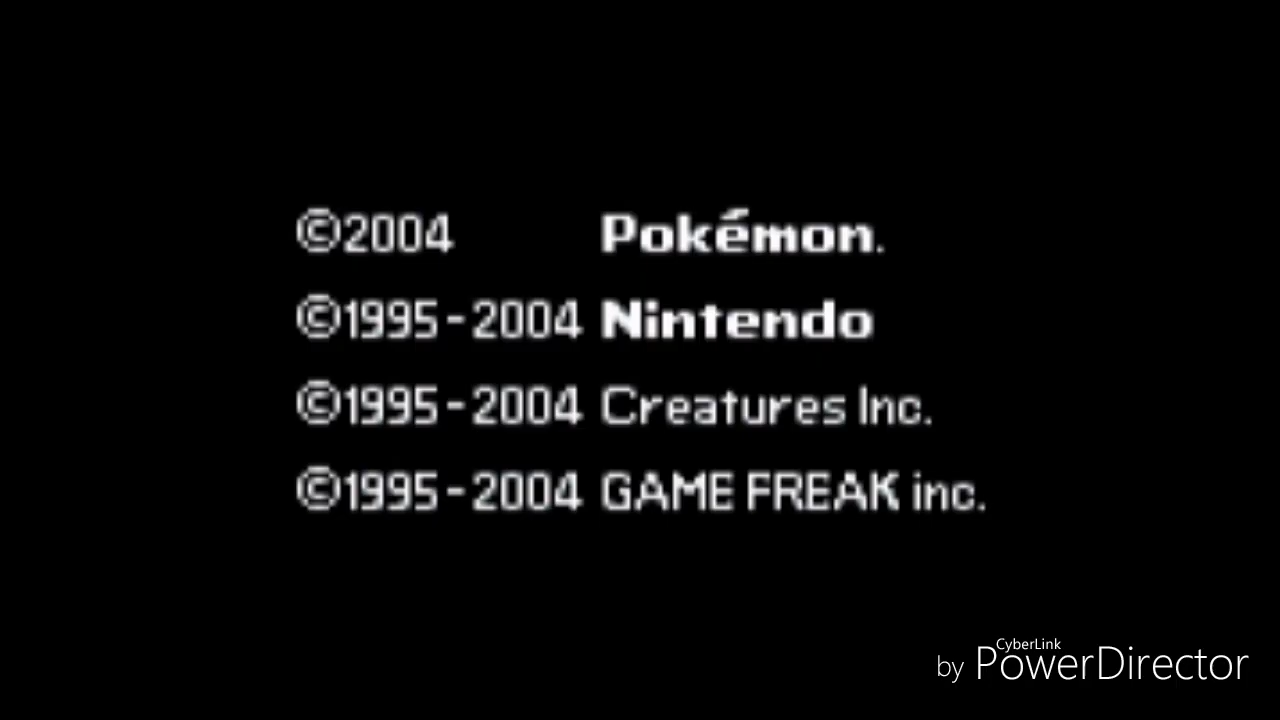 ©2004 Pokémon.
©1995-2004 Nintendo
©1995-2004 Creatures Inc.
©1995-2004 GAME FREAK inc.
CyberLink
by PowerDirector